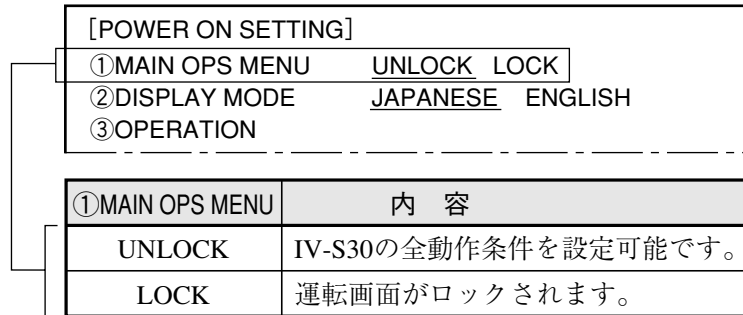 [POWER ON SETTING]
①MAIN OPS MENU UNLOCK LOCK
②DISPLAY MODE JAPANESE ENGLISH
③OPERATION
①MAIN OPS MENU 内 容
UNLOCK IV-S30の全動作条件を設定可能です。
LOCK 運転画面がロックされます。